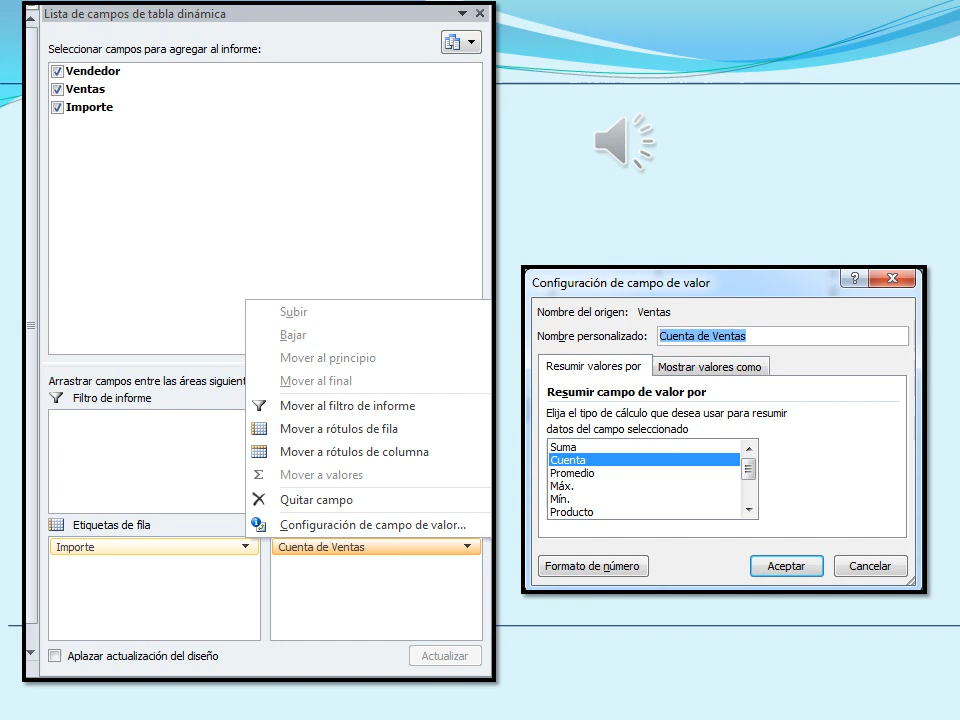 Lista de campos de tabla dinámica
Seleccionar campos para agregar al informe:
Vendedor
Ventas
Importe
Subir
Bajar
Mover al principio
Mover al final
Arrastrar campos entre las áreas siguient
Filtro de informe
Mover al filtro de informe
Mover a rótulos de fila
Mover a rótulos de columna
Mover a valores
Quitar campo
Configuración de campo de valor...
Etiquetas de fila
Importe
Cuenta de Ventas
Aplazar actualización del diseño
Actualizar
Configuración de campo de valor
?
Nombre del origen: Ventas
Nombre personalizado: Cuenta de Ventas
Resumir valores por
Mostrar valores como
Resumir campo de valor por
Elija el tipo de cálculo que desea usar para resumir
datos del campo seleccionado
Suma
Cuenta
Promedio
Máx.
Mín.
Producto
Formato de número
Aceptar
Cancelar